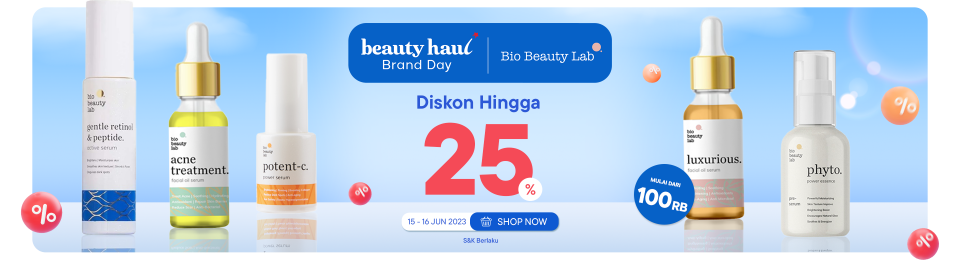 beauty haul
Brand Day
Bio Beauty Lab
Diskon Hingga
25
%
15 - 16 JUN 2023
SHOP NOW
S&K Berlaku
bio
beauty
lab
gentle retinol
& peptide.
active serum
bio
beauty
lab
acne
treatment.
facial oil serum
bio
beauty
lab
potent-c.
power serum
%
%
bio
beauty
lab
luxurious.
facial oil serum
MULAI DARI
100RB
bio
beauty
lab
phyto.
power essence
pre-
serum
%
%